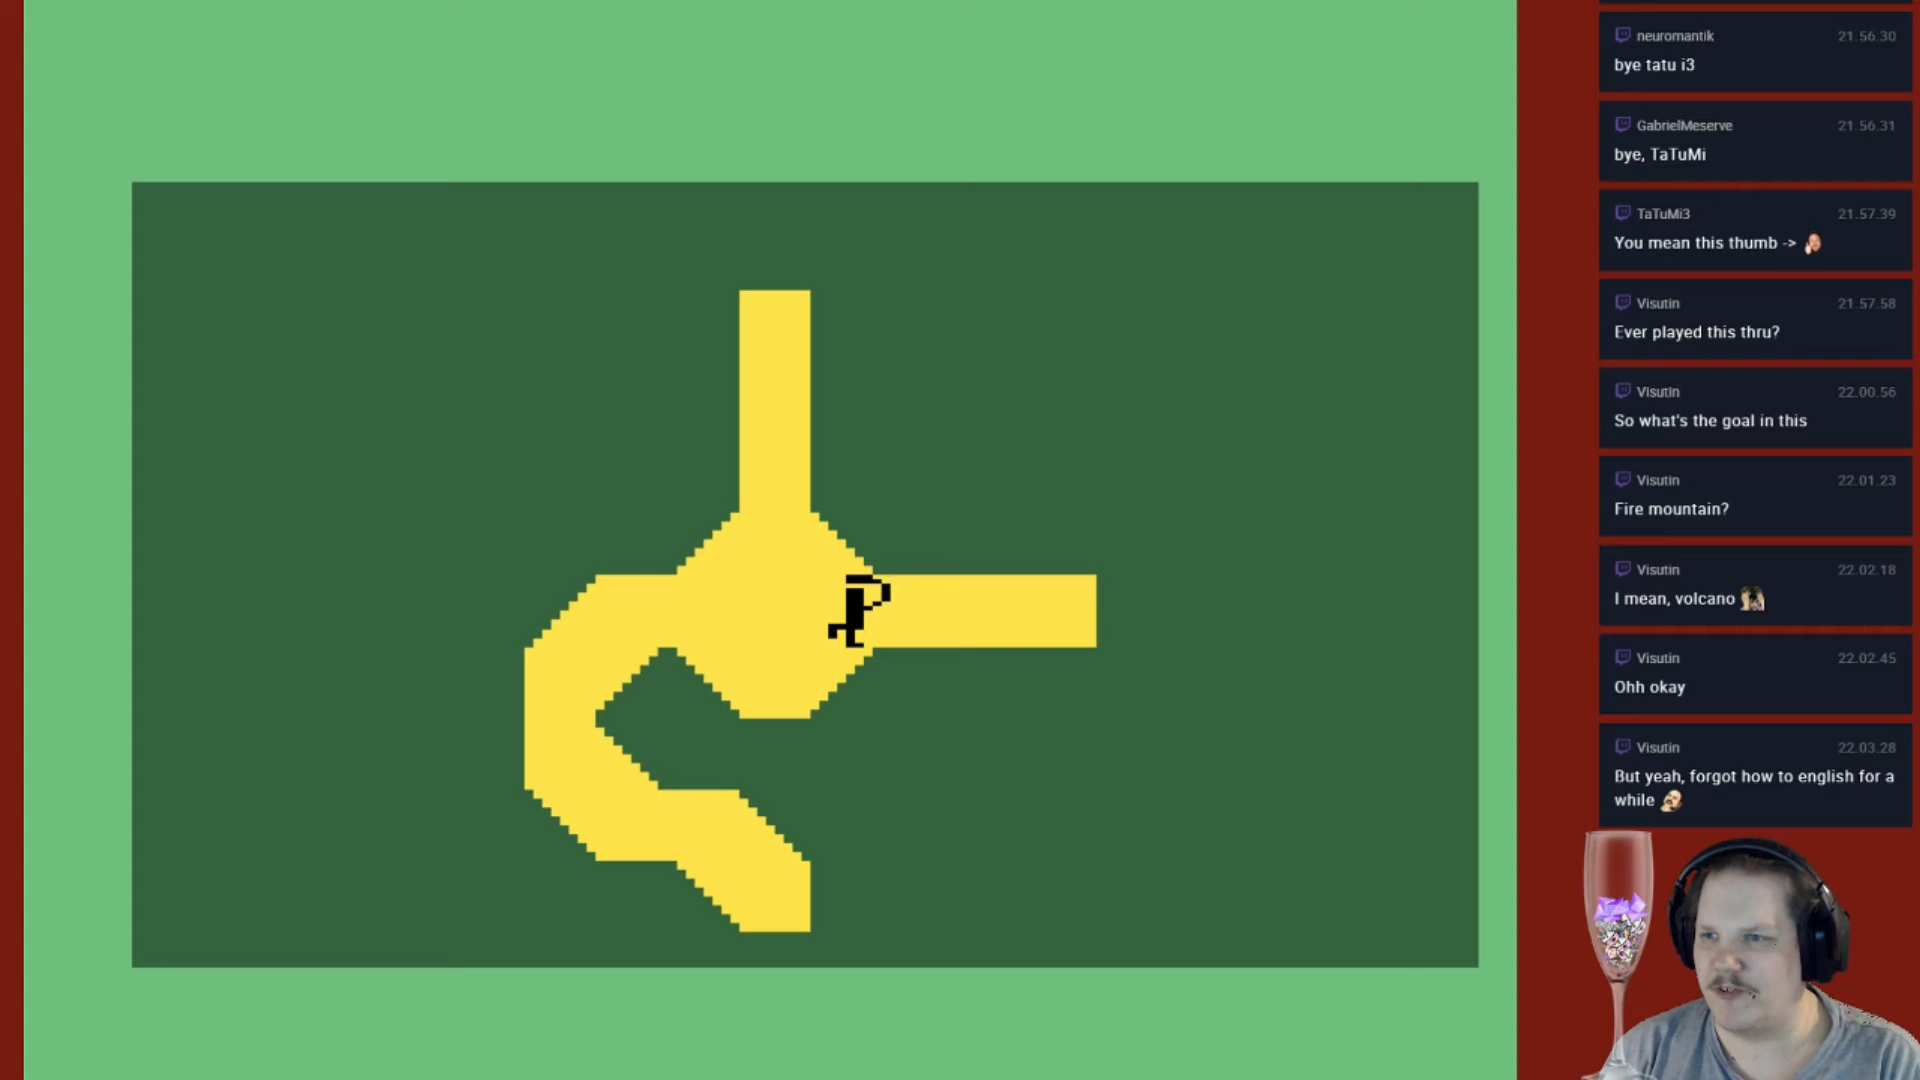 neuromantik 21.56.30
bye tatu i3
GabrielMeserve 21.56.31
bye, TaTuMi
TaTuMi3 21.57.39
You mean this thumb ->
Visutin 21.57.58
Ever played this thru?
Visutin 22.00.56
So what's the goal in this
Visutin 22.01.23
Fire mountain?
Visutin 22.02.18
I mean, volcano
Visutin 22.02.45
Ohh okay
Visutin 22.03.28
But yeah, forgot how to english for a
while